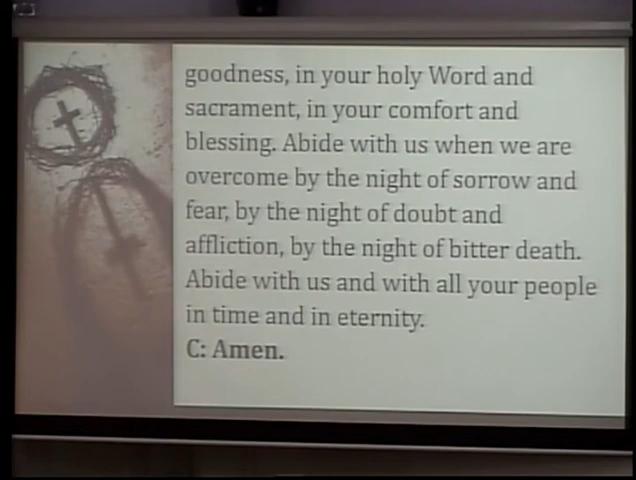 goodness, in your holy Word and
sacrament, in your comfort and
blessing. Abide with us when we are
overcome by the night of sorrow and
fear, by the night of doubt and
affliction, by the night of bitter death.
Abide with us and with all your people
in time and in eternity.
C: Amen.